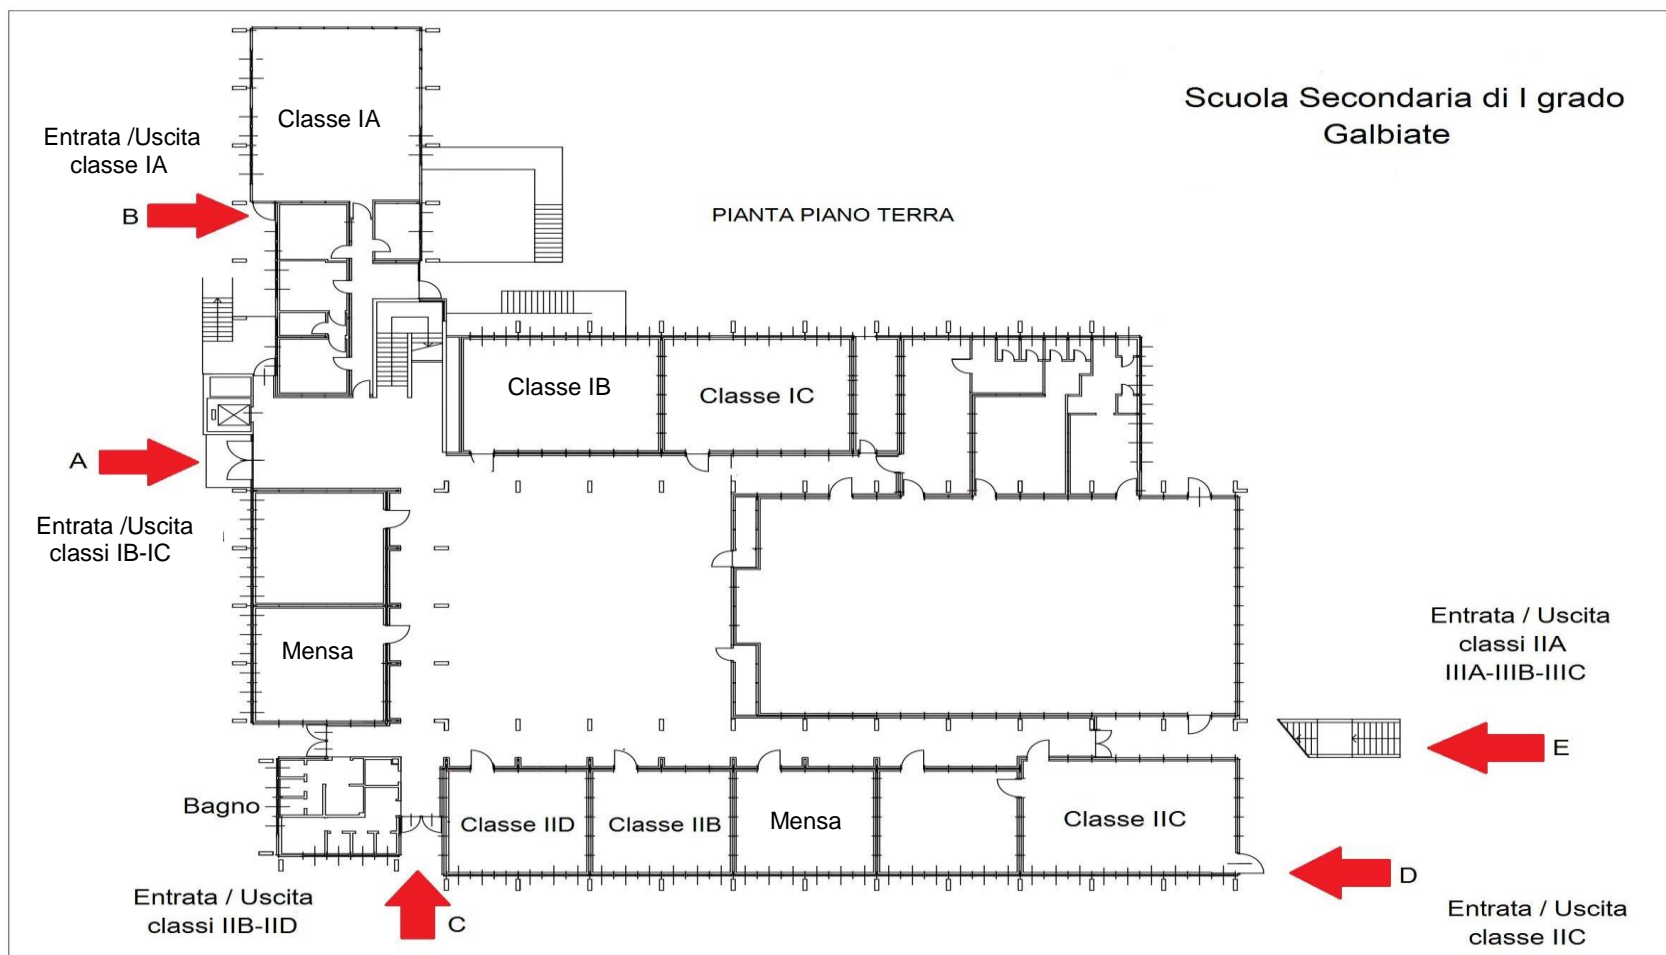 Scuola Secondaria di I grado
Galbiate
Classe IA
Entrata /Uscita
classe IA
B
PIANTA PIANO TERRA
Classe IB
Classe IC
A
Entrata /Uscita
classi IB-IC
Mensa
Entrata / Uscita
classi IIA
IIIA-IIIB-IIIC
E
Bagno
Classe IID
Classe IIB
Mensa
Classe IIC
D
Entrata / Uscita
classi IIB-IID
C
Entrata / Uscita
classe IIC